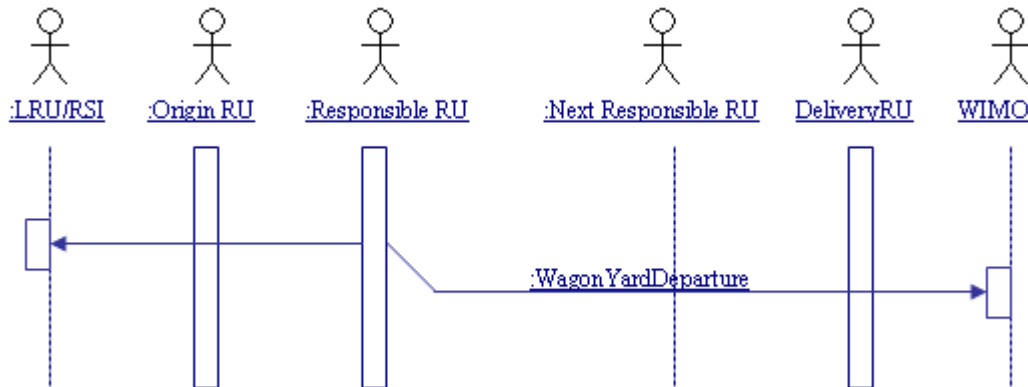 :LRU/RSI
:Origin RU
:Responsible RU
:Next Responsible RU
DeliveryRU
WIMO
:WagonYardDeparture